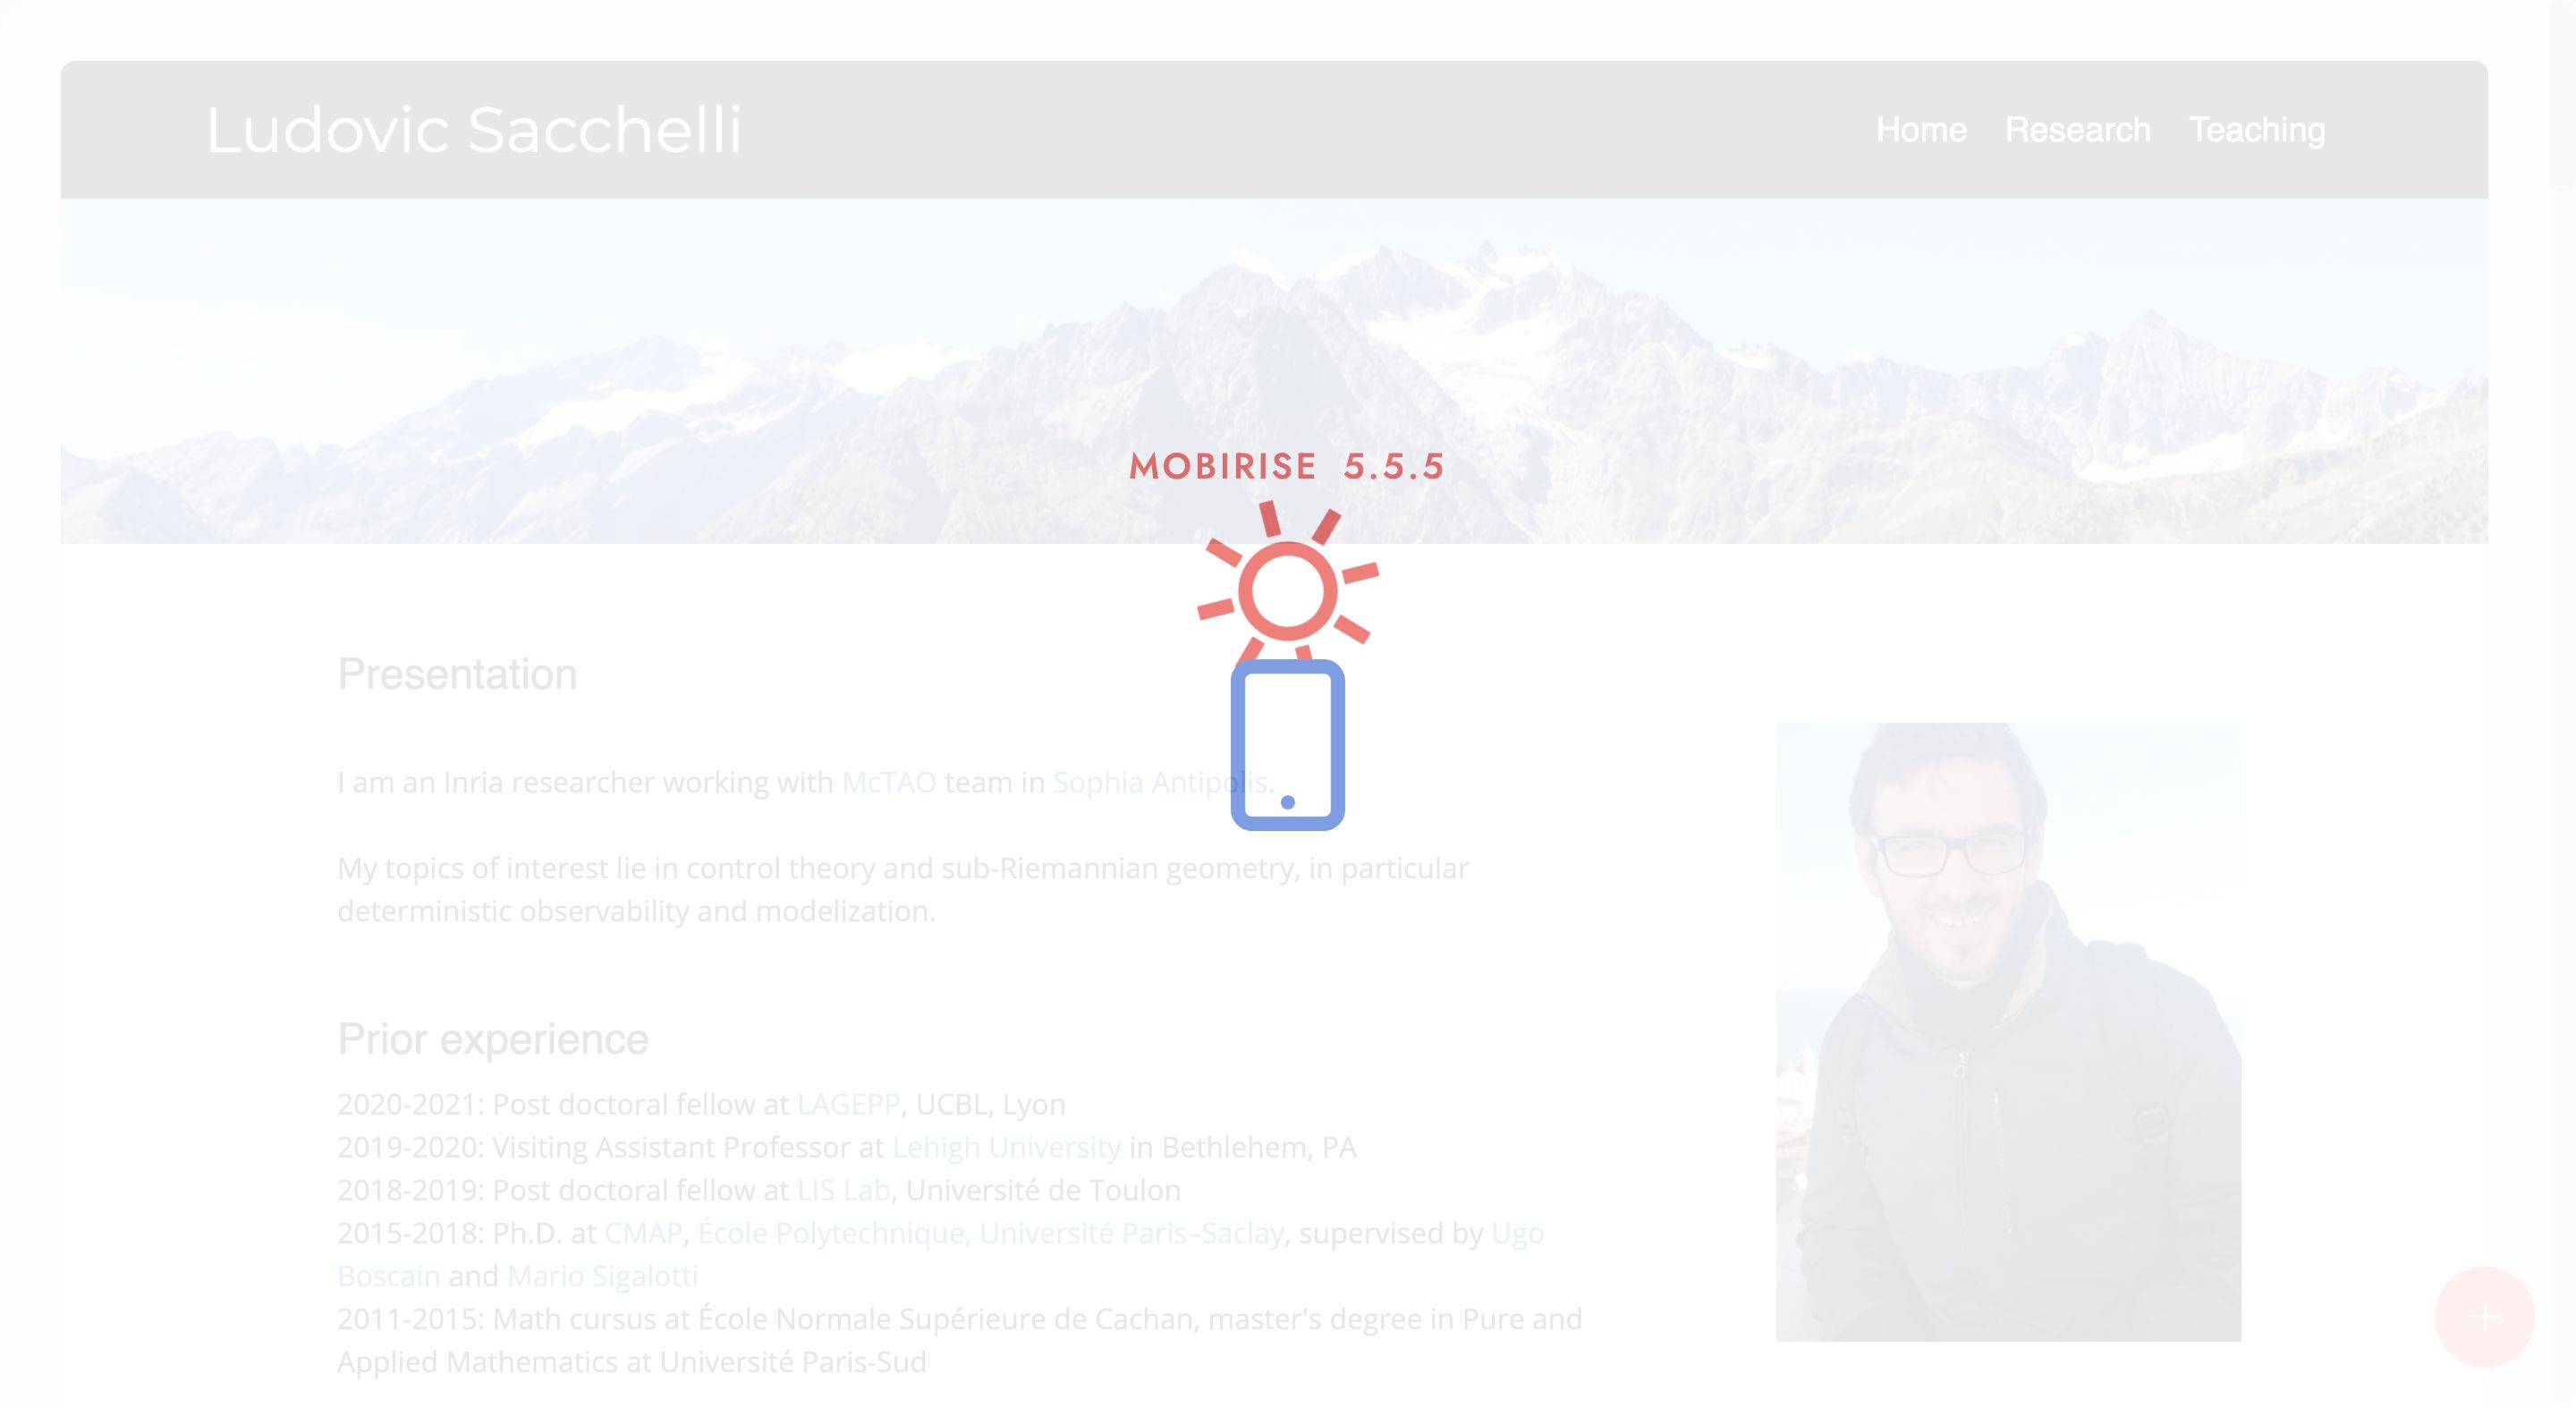 Ludovic Sacchelli
Home Research Teaching
MOBIRISE 5.5.5
Presentation
I am an Inria researcher working with McTAO team in Sophia Antipolis.
My topics of interest lie in control theory and sub-Riemannian geometry, in particular
deterministic observability and modelization.
Prior experience
2020-2021: Post doctoral fellow at LAGEPP, UCBL, Lyon
2019-2020: Visiting Assistant Professor at Lehigh University in Bethlehem, PA
2018-2019: Post doctoral fellow at LIS Lab, Université de Toulon
2015-2018: Ph.D. at CMAP, École Polytechnique, Université Paris–Saclay, supervised by Ugo
Boscain and Mario Sigalotti
2011-2015: Math cursus at École Normale Supérieure de Cachan, master's degree in Pure and
Applied Mathematics at Université Paris-Sud